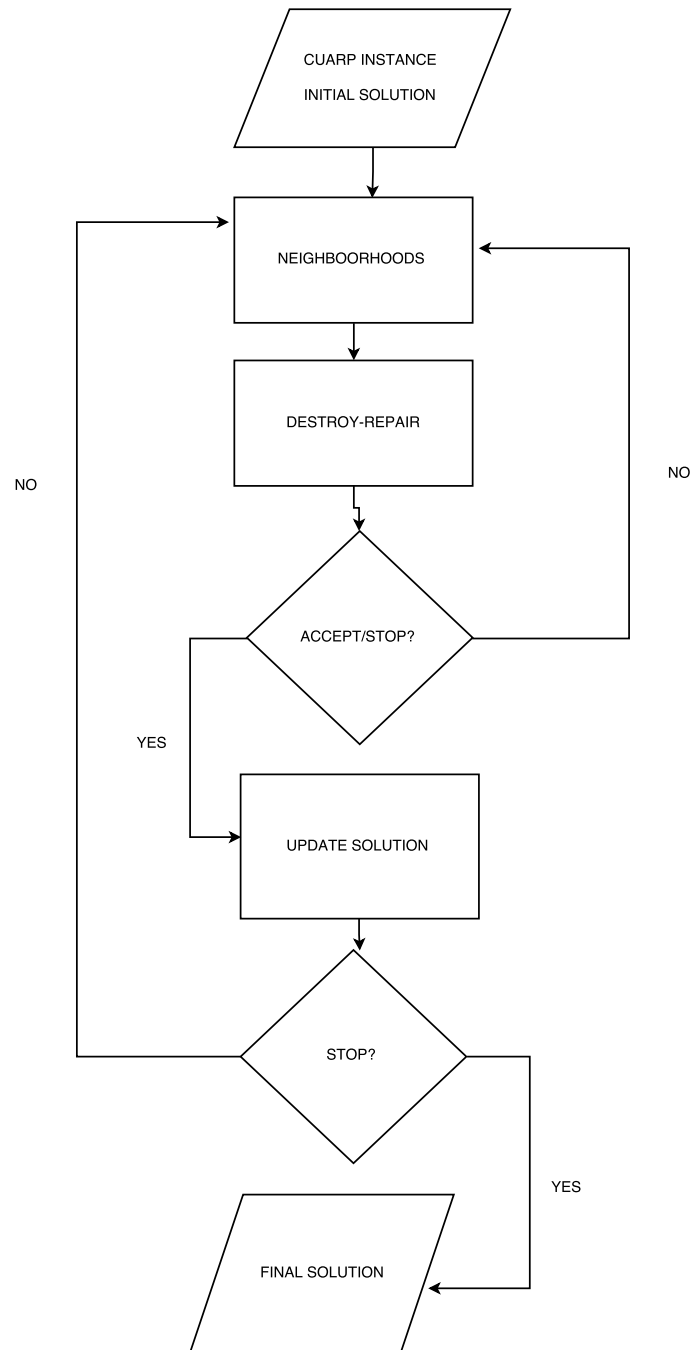 CUARP INSTANCE
INITIAL SOLUTION
NEIGHBOORHOODS
DESTROY-REPAIR
NO
NO
ACCEPT/STOP?
YES
UPDATE SOLUTION
STOP?
YES
FINAL SOLUTION